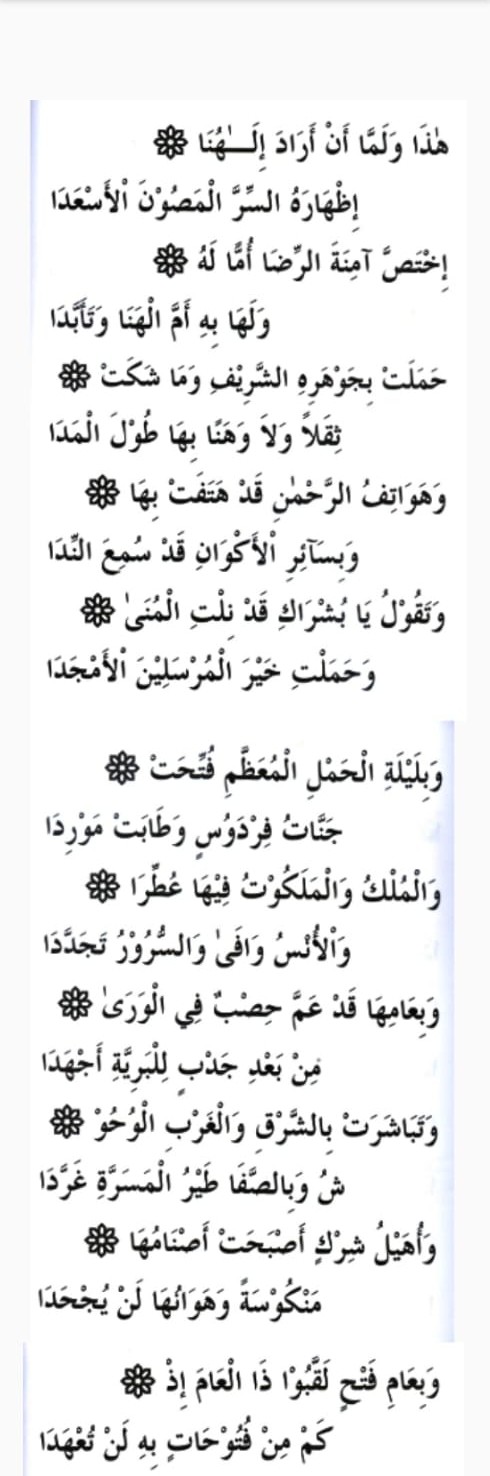 هٰذَا وَلَمَّا أَنْ أَرَادَ إِلَـٰهُنَا ❁
إِظْهَارَهُ السِّرَّ الْمَصُوْنَ الْأَسْعَدَا
إِخْتَصَّ آمِنَةَ الرِّضَا أُمًّا لَهُ ❁
وَلَهَا بِهِ أَمَّ الْهَنَا وَتَأَبَّدَا
حَمَلَتْ بِجَوْهَرِهِ الشَّرِيْفِ وَمَا شَكَتْ ❁
ثِقَلاً وَلاَ وَهَنًا بِهَا طُوْلَ الْمَدَا
وَهَوَاتِفُ الرَّحْمٰنِ قَدْ هَتَفَتْ بِهَا ❁
وَبِسَآئِرِ الْأَكْوَانِ قَدْ سُمِعَ النِّدَا
وَتَقُوْلُ يَا بُشْرَاكِ قَدْ نِلْتِ الْمُنَىٰ ❁
وَحَمَلْتِ خَيْرَ الْمُرْسَلِيْنَ الْأَمْجَدَا
وَبِلَيْلَةِ الْحَمْلِ الْمُعَظَّمِ فُتِّحَتْ ❁
جَنَّاتُ فِرْدَوْسٍ وَطَابَتْ مَوْرِدَا
وَالْمُلْكُ وَالْمَلَكُوْتُ فِيْهَا عُطِّرَا ❁
وَالْأُنْسُ وَافَىٰ وَالسُّرُوْرُ تَجَدَّدَا
وَبِعَامِهَا قَدْ عَمَّ حِصْبٌ فِي الْوَرَىٰ ❁
مِنْ بَعْدِ جَدْبٍ لِلْبَرِيَّةِ أَجْهَدَا
وَتَبَاشَرَتْ بِالشَّرْقِ وَالْغَرْبِ الْوُحُوْ ❁
شُ وَبِالصَّفَا طَيْرُ الْمَسَرَّةِ غَرَّدَا
وَأُهَيْلُ شِرْكٍ أَصْبَحَتْ أَصْنَامُهَا ❁
مَنْكُوْسَةً وَهَوَانُهَا لَنْ يُجْحَدَا
وَبِعَامِ فَتْحٍ لَقَّبُوْا ذَا الْعَامَ إِذْ ❁
كَمْ مِنْ فُتُوْحَاتٍ بِهِ لَنْ تُعْهَدَا